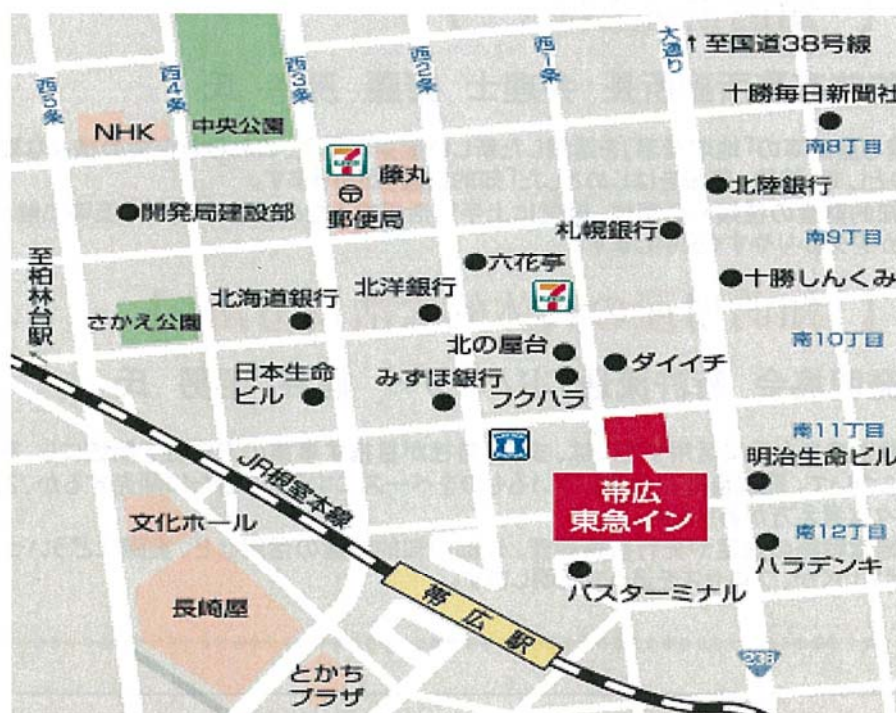 大通り
↑至国道38号線
西1条
西2条
西3条
西4条
西5条
十勝毎日新聞社
NHK
中央公園
南8丁目
藤丸
北陸銀行
郵便局
開発局建設部
札幌銀行
南9丁目
六花亭
十勝しんくみ
至柏林台駅
北海道銀行
北洋銀行
さかえ公園
北の屋台
南10丁目
ダイイチ
日本生命
ビル
みずほ銀行
フクハラ
南11丁目
明治生命ビル
JR根室本線
帯広
東急イン
文化ホール
南12丁目
ハラデンキ
バスターミナル
長崎屋
帯広駅
とかち
プラザ
236